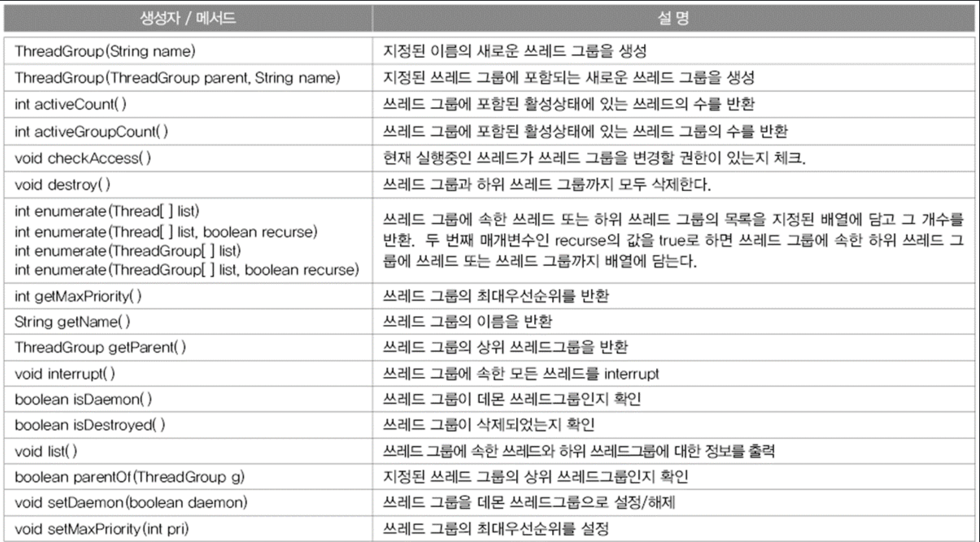 생성자 / 메서드
설 명
ThreadGroup(String name)
지정된 이름의 새로운 쓰레드 그룹을 생성
ThreadGroup(ThreadGroup parent, String name)
지정된 쓰레드 그룹에 포함되는 새로운 쓰레드 그룹을 생성
int activeCount()
쓰레드 그룹에 포함된 활성상태에 있는 쓰레드의 수를 반환
int activeGroupCount()
쓰레드 그룹에 포함된 활성상태에 있는 쓰레드 그룹의 수를 반환
void checkAccess()
현재 실행중인 쓰레드가 쓰레드 그룹을 변경할 권한이 있는지 체크.
void destroy()
쓰레드 그룹과 하위 쓰레드 그룹까지 모두 삭제한다.
int enumerate(Thread[ ] list)
int enumerate(Thread[ ] list, boolean recurse)
int enumerate(ThreadGroup[ ] list)
int enumerate(ThreadGroup[ ] list, boolean recurse)
쓰레드 그룹에 속한 쓰레드 또는 하위 쓰레드 그룹의 목록을 지정된 배열에 담고 그 개수를
반환. 두 번째 매개변수인 recurse의 값을 true로 하면 쓰레드 그룹에 속한 하위 쓰레드 그
룹에 쓰레드 또는 쓰레드 그룹까지 배열에 담는다.
int getMaxPriority()
쓰레드 그룹의 최대우선순위를 반환
String getName()
쓰레드 그룹의 이름을 반환
ThreadGroup getParent()
쓰레드 그룹의 상위 쓰레드그룹을 반환
void interrupt()
쓰레드 그룹에 속한 모든 쓰레드를 interrupt
boolean isDaemon()
쓰레드 그룹이 데몬 쓰레드그룹인지 확인
boolean isDestroyed()
쓰레드 그룹이 삭제되었는지 확인
void list()
쓰레드 그룹에 속한 쓰레드와 하위 쓰레드그룹에 대한 정보를 출력
boolean parentOf(ThreadGroup g)
지정된 쓰레드 그룹의 상위 쓰레드그룹인지 확인
void setDaemon(boolean daemon)
쓰레드 그룹을 데몬 쓰레드그룹으로 설정/해제
void setMaxPriority(int pri)
쓰레드 그룹의 최대우선순위를 설정